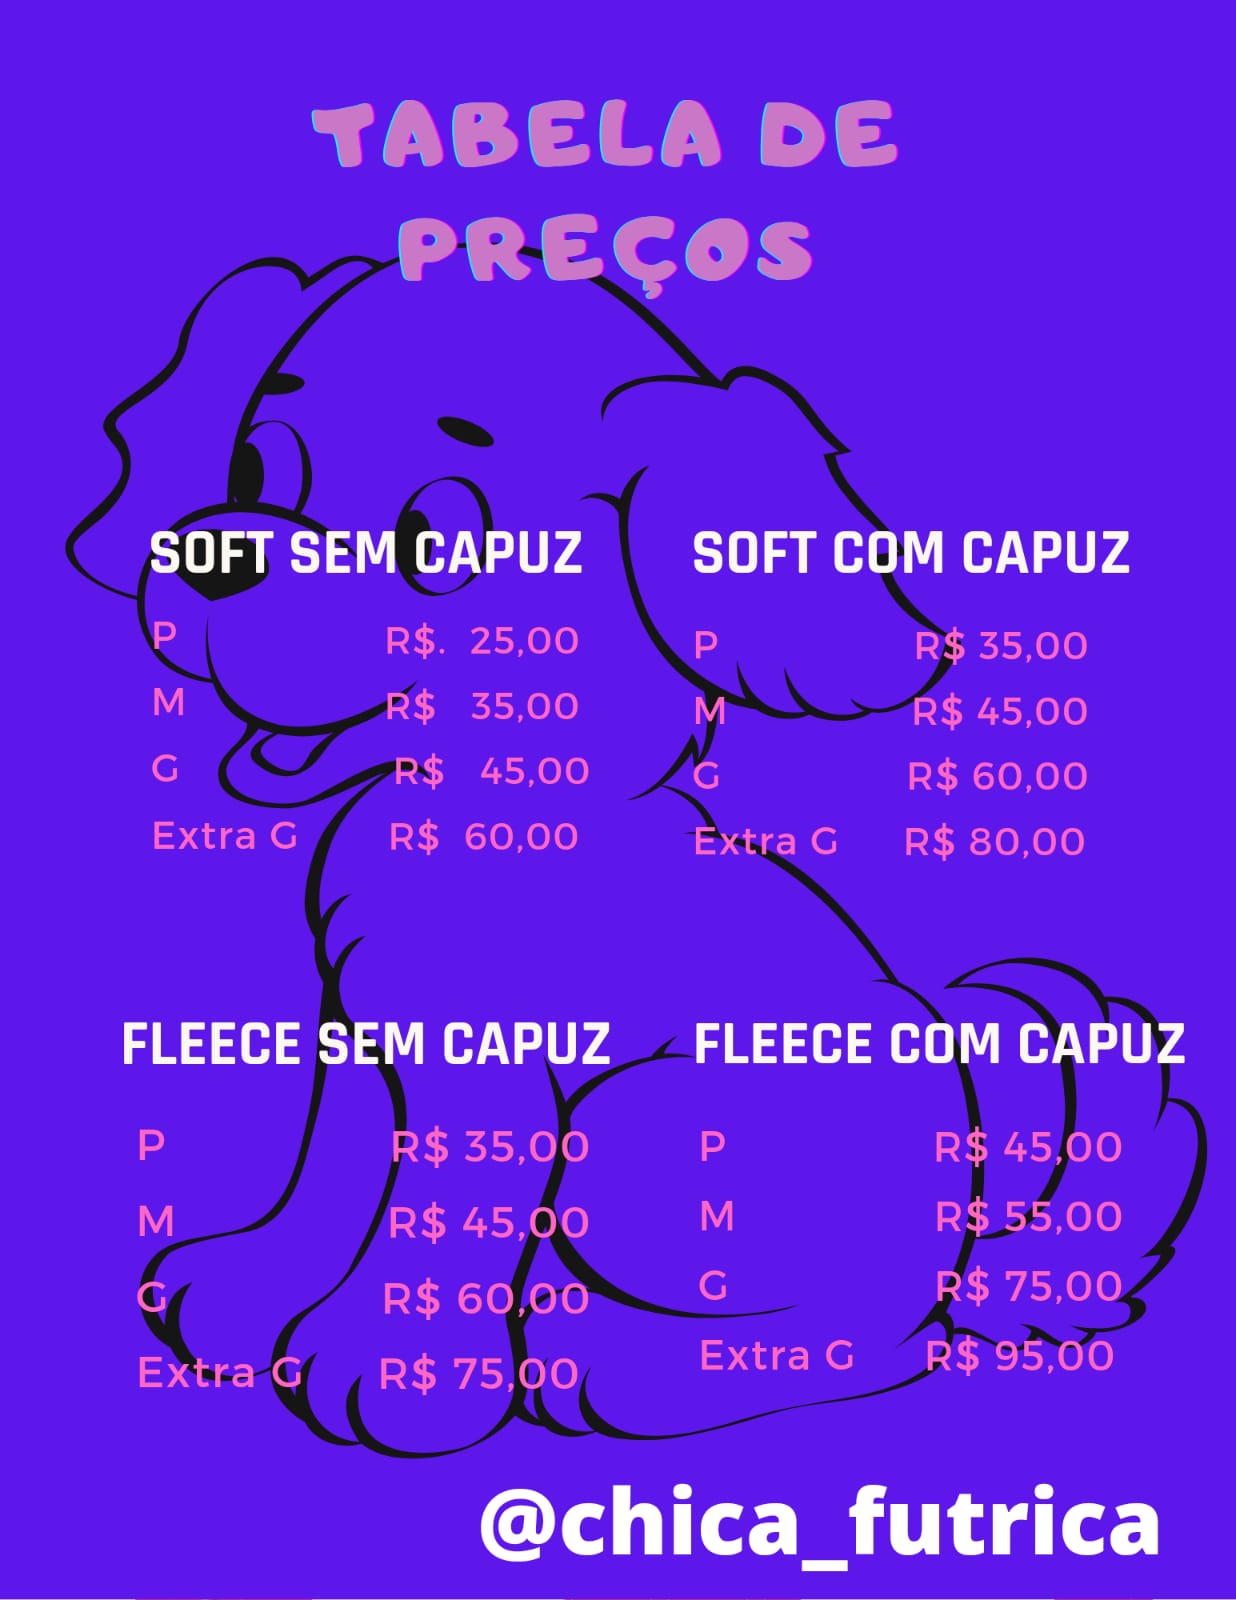 TABELA DE
PREÇOS
SOFT SEM CAPUZ
P R$. 25,00
M R$ 35,00
G R$ 45,00
Extra G R$ 60,00
SOFT COM CAPUZ
P R$ 35,00
M R$ 45,00
G R$ 60,00
Extra G R$ 80,00
FLEECE SEM CAPUZ
P R$ 35,00
M R$ 45,00
G R$ 60,00
Extra G R$ 75,00
FLEECE COM CAPUZ
P R$ 45,00
M R$ 55,00
G R$ 75,00
Extra G R$ 95,00
@chica_futrica